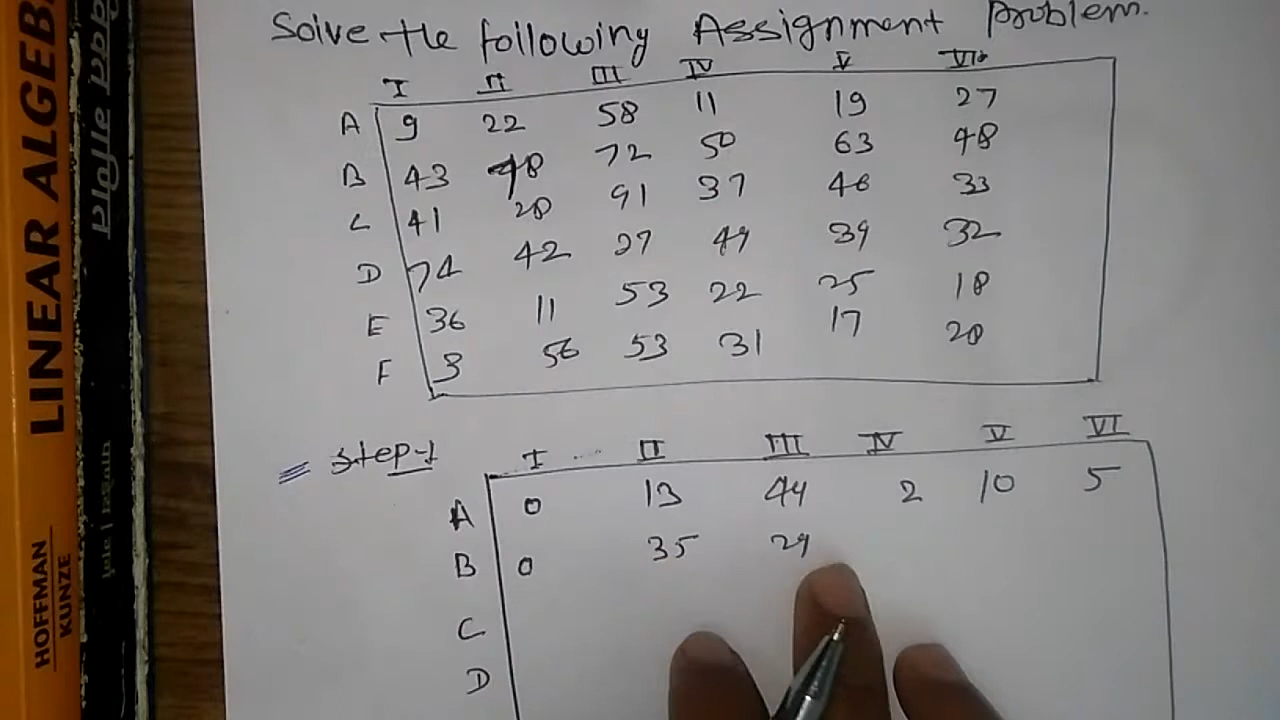 Solve the following Assignment Problem.
I II III IV V VI
A 9 22 58 11 19 27
B 43 48 72 50 63 48
C 41 28 91 37 46 33
D 74 42 27 49 39 32
E 36 11 53 22 25 18
F 3 56 53 31 17 28
Step-1 I II III IV V VI
A 0 13 44 2 10 5
B 0 35 29
C
D
LINEAR ALGEB
HOFFMAN
KUNZE